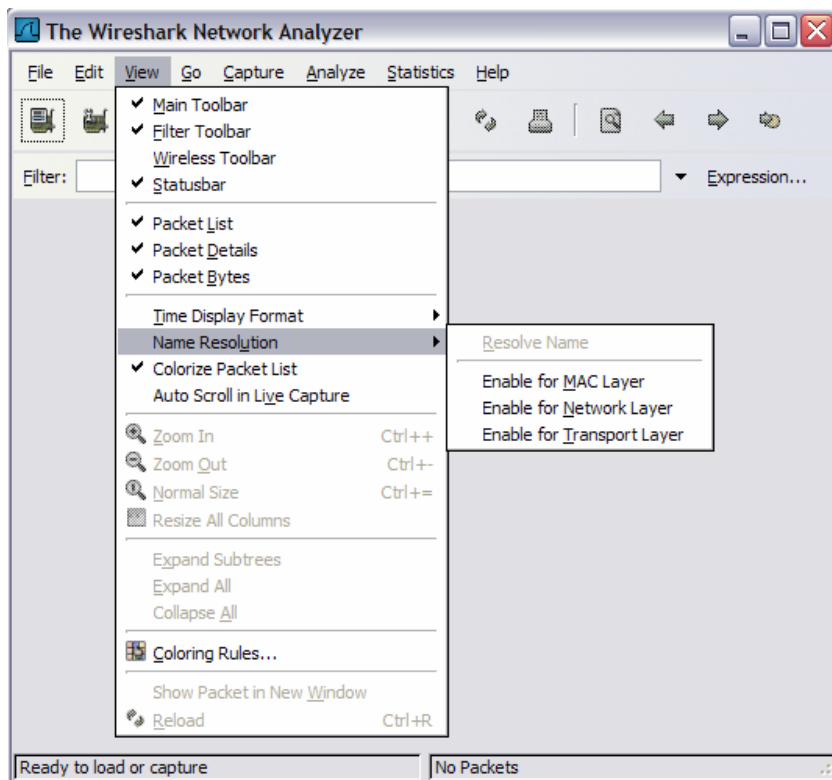 The Wireshark Network Analyzer
File Edit View Go Capture Analyze Statistics Help
Filter: Expression...
Main Toolbar
Filter Toolbar
Wireless Toolbar
Statusbar
Packet List
Packet Details
Packet Bytes
Time Display Format
Name Resolution
Colorize Packet List
Auto Scroll in Live Capture
Zoom In Ctrl++
Zoom Out Ctrl+-
Normal Size Ctrl+=
Resize All Columns
Expand Subtrees
Expand All
Collapse All
Coloring Rules...
Show Packet in New Window
Reload Ctrl+R
Resolve Name
Enable for MAC Layer
Enable for Network Layer
Enable for Transport Layer
Ready to load or capture No Packets